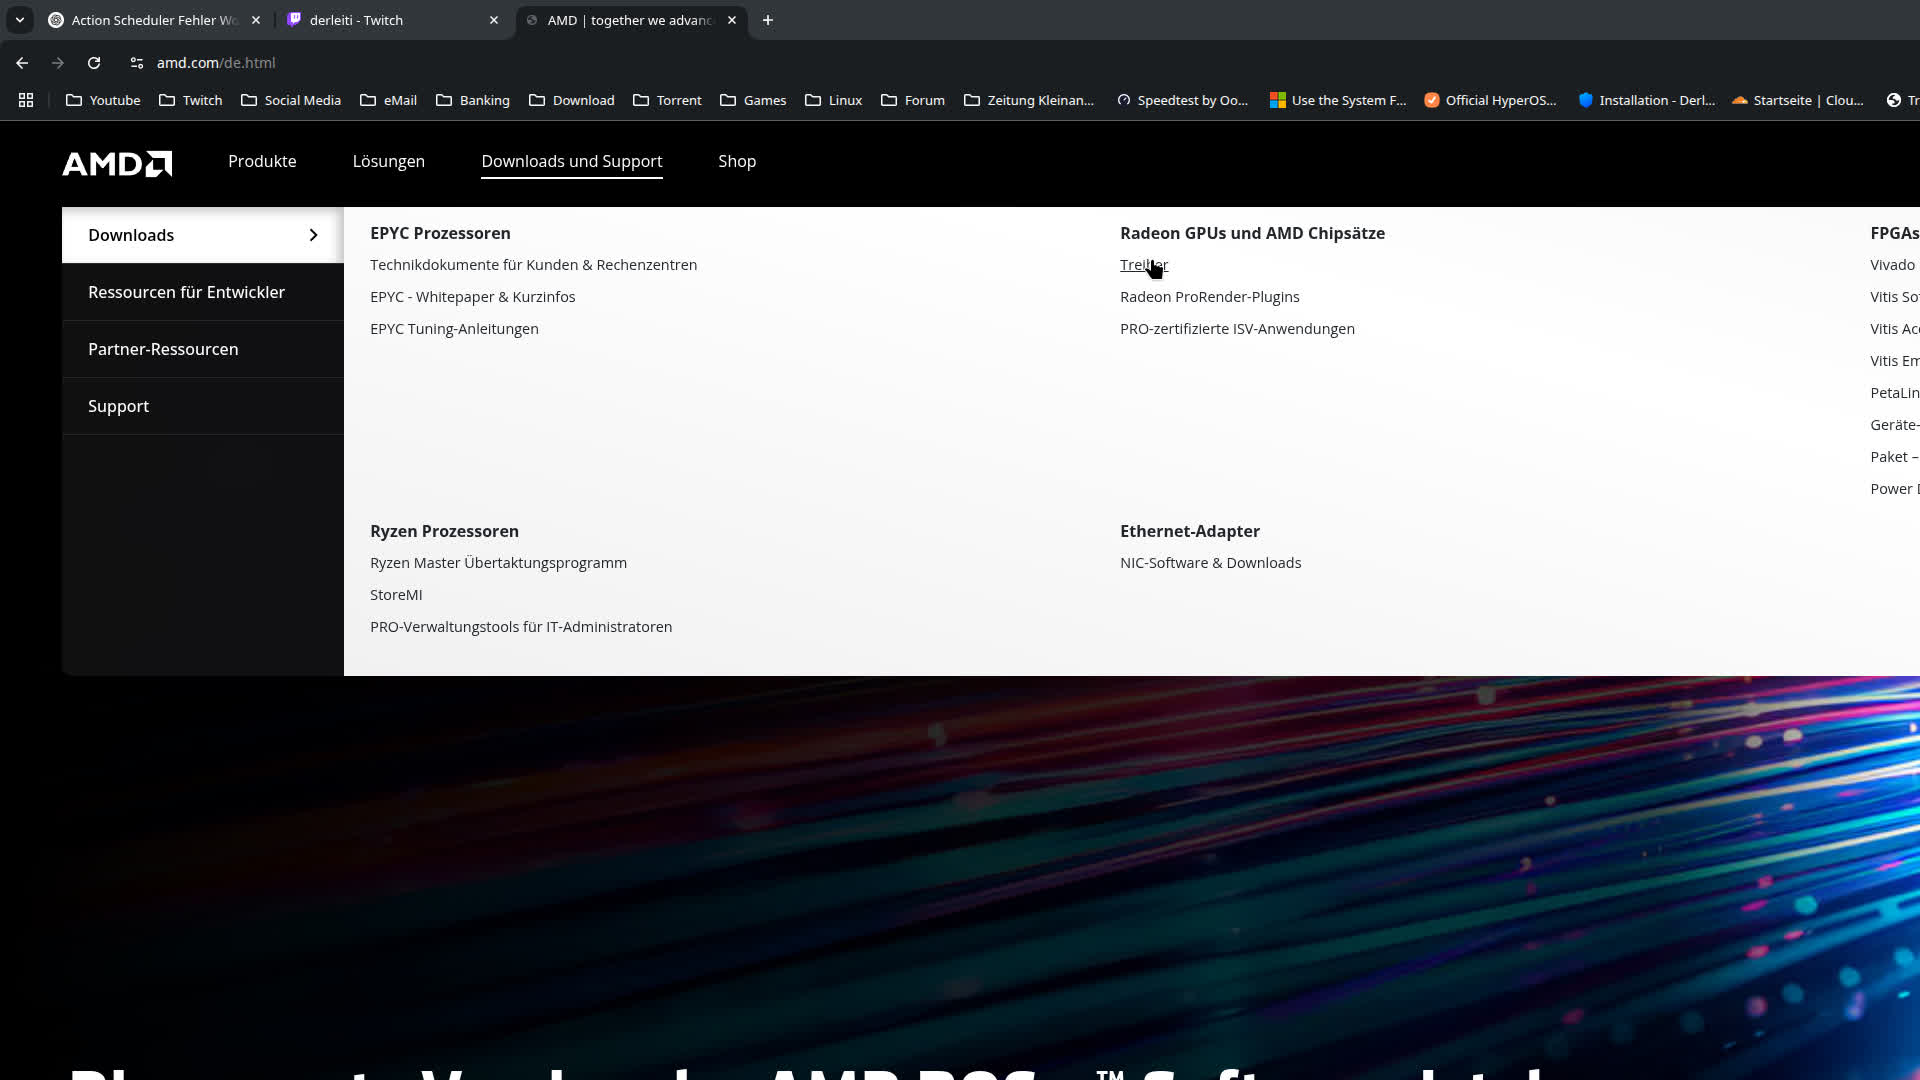 Action Scheduler Fehler Wo
derleiti - Twitch
AMD | together we advanc
amd.com/de.html
Youtube
Twitch
Social Media
eMail
Banking
Download
Torrent
Games
Linux
Forum
Zeitung Kleinan...
Speedtest by Oo...
Use the System F...
Official HyperOS...
Installation - Derl...
Startseite | Clou...
Tr
AMD
Produkte
Lösungen
Downloads und Support
Shop
Downloads
Ressourcen für Entwickler
Partner-Ressourcen
Support
EPYC Prozessoren
Technikdokumente für Kunden & Rechenzentren
EPYC - Whitepaper & Kurzinfos
EPYC Tuning-Anleitungen
Radeon GPUs und AMD Chipsätze
Treiber
Radeon ProRender-Plugins
PRO-zertifizierte ISV-Anwendungen
FPGAs
Vivado
Vitis So
Vitis Ac
Vitis Em
PetaLin
Geräte-
Paket –
Power D
Ryzen Prozessoren
Ryzen Master Übertaktungsprogramm
StoreMI
PRO-Verwaltungstools für IT-Administratoren
Ethernet-Adapter
NIC-Software & Downloads